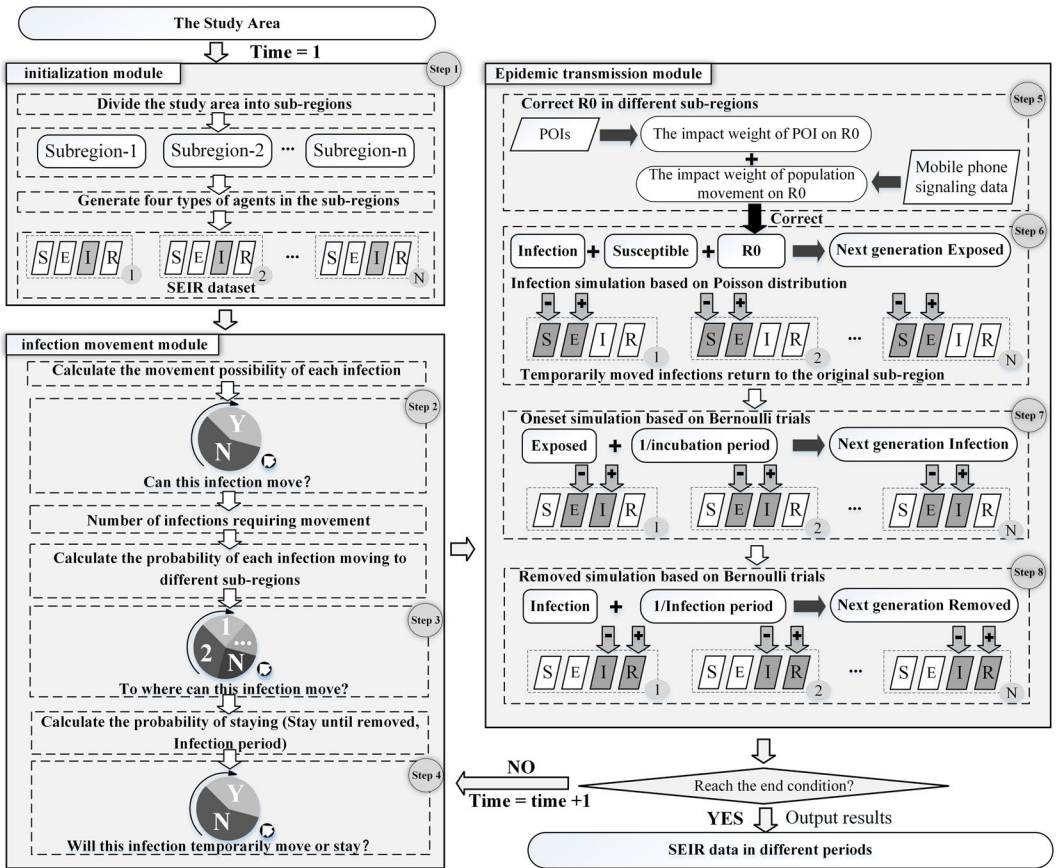 The Study Area
Time = 1
initialization module
Step 1
Divide the study area into sub-regions
Subregion-1 Subregion-2 ... Subregion-n
Generate four types of agents in the sub-regions
S E I R 1 S E I R 2 ... S E I R N
SEIR dataset
infection movement module
Calculate the movement possibility of each infection
Step 2
Y
N
Can this infection move?
Number of infections requiring movement
Calculate the probability of each infection moving to
different sub-regions
Step 3
1
2 ...
N
To where can this infection move?
Calculate the probability of staying (Stay until removed,
Infection period)
Step 4
Y
N
Will this infection temporarily move or stay?
Epidemic transmission module
Step 5
Correct R0 in different sub-regions
POIs
The impact weight of POI on R0
+
The impact weight of population
movement on R0
Mobile phone
signaling data
Correct
Step 6
Infection + Susceptible + R0 Next generation Exposed
Infection simulation based on Poisson distribution
- + - + - +
S E I R 1 S E I R 2 ... S E I R N
Temporarily moved infections return to the original sub-region
Step 7
Oneset simulation based on Bernoulli trials
Exposed + 1/incubation period Next generation Infection
- + - + - +
S E I R 1 S E I R 2 ... S E I R N
Step 8
Removed simulation based on Bernoulli trials
Infection + 1/Infection period Next generation Removed
- + - + - +
S E I R 1 S E I R 2 ... S E I R N
NO
Time = time +1
Reach the end condition?
YES Output results
SEIR data in different periods